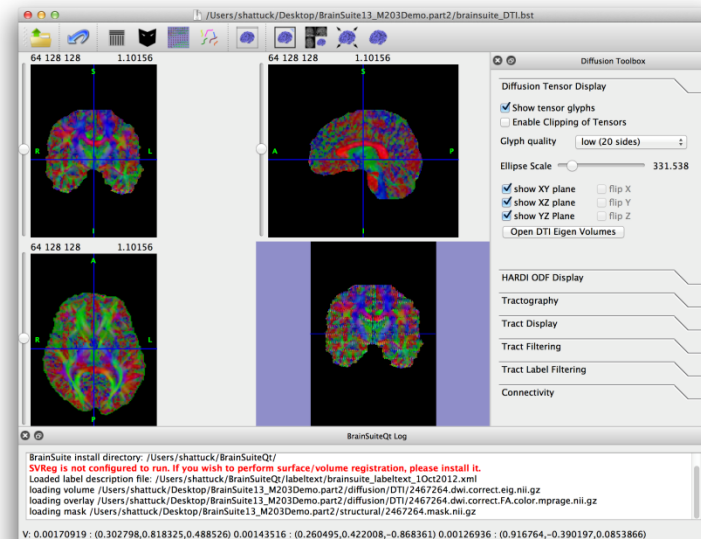 /Users/shattuck/Desktop/BrainSuite13_M203Demo.part2/brainsuite_DTI.bst
64 128 128 1.10156
S
R L
I
64 128 128 1.10156
S
A P
I
64 128 128 1.10156
A
R L
P
Diffusion Toolbox
Diffusion Tensor Display
Show tensor glyphs
Enable Clipping of Tensors
Glyph quality low (20 sides)
Ellipse Scale 331.538
show XY plane flip X
show XZ plane flip Y
show YZ Plane flip Z
Open DTI Eigen Volumes
HARDI ODF Display
Tractography
Tract Display
Tract Filtering
Tract Label Filtering
Connectivity
BrainSuiteQt Log
BrainSuite install directory: /Users/shattuck/BrainSuiteQt/
SVReg is not configured to run. If you wish to perform surface/volume registration, please install it.
Loaded label description file: /Users/shattuck/BrainSuiteQt/labeltext/brainsuite_labeltext_1Oct2012.xml
loading volume /Users/shattuck/Desktop/BrainSuite13_M203Demo.part2/diffusion/DTI/2467264.dwi.correct.eig.nii.gz
loading overlay /Users/shattuck/Desktop/BrainSuite13_M203Demo.part2/diffusion/2467264.dwi.correct.FA.color.mprage.nii.gz
loading mask /Users/shattuck/Desktop/BrainSuite13_M203Demo.part2/structural/2467264.mask.nii.gz
V: 0.00170919 : (0.302798,0.818325,0.488526) 0.00143516 : (0.260495,0.422008,-0.868361) 0.00126936 : (0.916764,-0.390197,0.0853866)